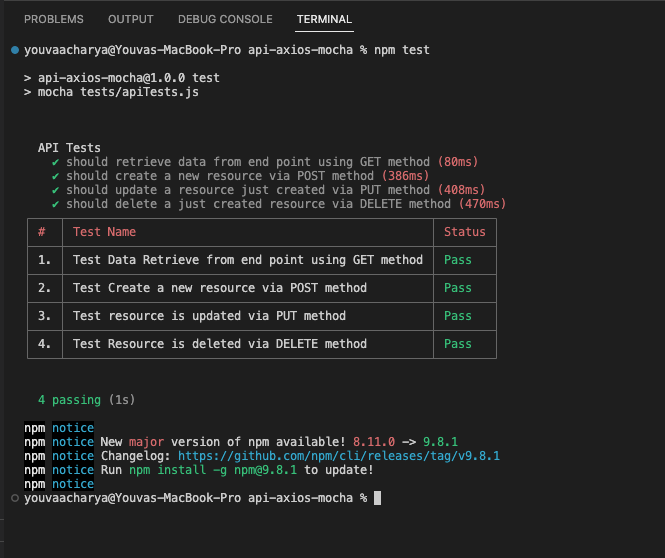 PROBLEMS OUTPUT DEBUG CONSOLE TERMINAL
youvaacharya@Youvas-MacBook-Pro api-axios-mocha % npm test
> api-axios-mocha@1.0.0 test
> mocha tests/apiTests.js
API Tests
✔ should retrieve data from end point using GET method (80ms)
✔ should create a new resource via POST method (386ms)
✔ should update a resource just created via PUT method (408ms)
✔ should delete a just created resource via DELETE method (470ms)
# Test Name Status
1. Test Data Retrieve from end point using GET method Pass
2. Test Create a new resource via POST method Pass
3. Test resource is updated via PUT method Pass
4. Test Resource is deleted via DELETE method Pass
4 passing (1s)
npm notice
npm notice New major version of npm available! 8.11.0 -> 9.8.1
npm notice Changelog: https://github.com/npm/cli/releases/tag/v9.8.1
npm notice Run npm install -g npm@9.8.1 to update!
npm notice
youvaacharya@Youvas-MacBook-Pro api-axios-mocha %